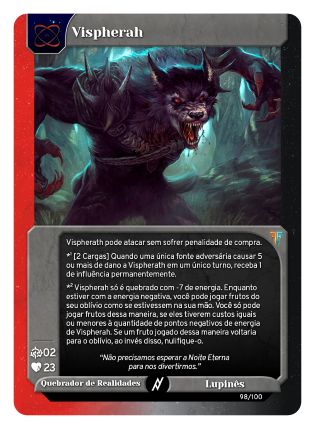 Vispherah
Vispherath pode atacar sem sofrer penalidade de compra.
*¹ [2 Cargas] Quando uma única fonte adversária causar 5
ou mais de dano a Vispherath em um único turno, receba 1
de influência permanentemente.
*² Vispherah só é quebrado com -7 de energia. Enquanto
estiver com a energia negativa, você pode jogar frutos do
seu oblívio como se estivessem na sua mão. Você só pode
jogar frutos dessa maneira, se eles tiverem custos iguais
ou menores à quantidade de pontos negativos de energia
de Vispherah. Se um fruto jogado dessa maneira voltaria
para o oblívio, ao invés disso, nulifique-o.
"Não precisamos esperar a Noite Eterna
para nos divertirmos."
02
23
Quebrador de Realidades
Lupinês
98/100